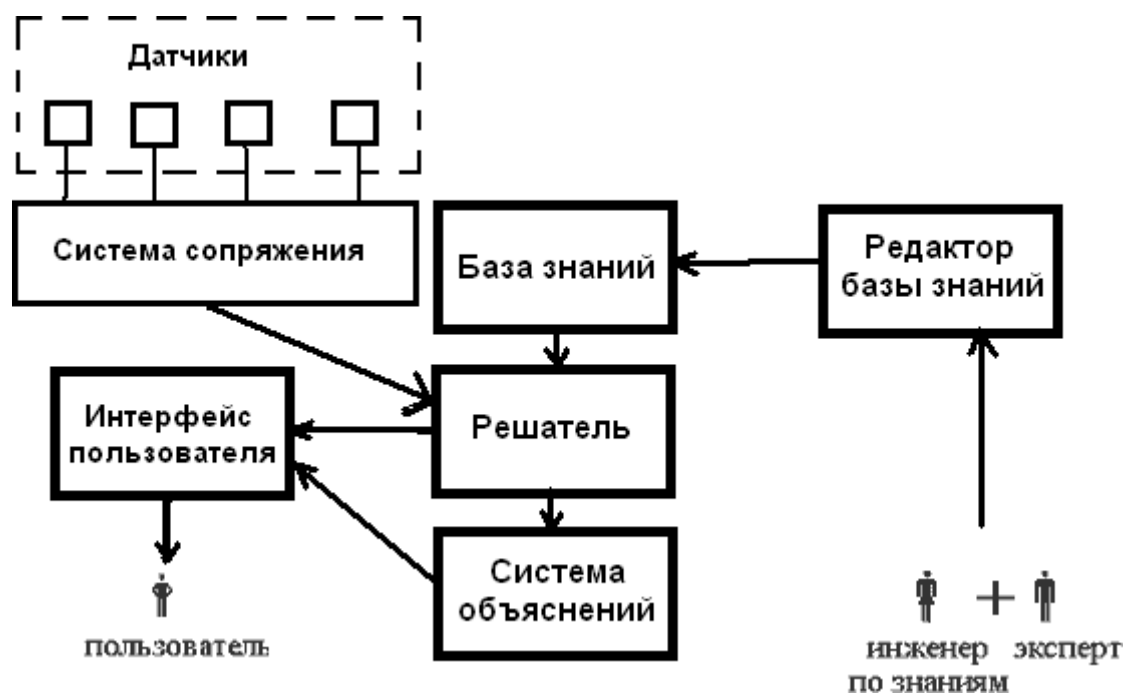 Датчики
Система сопряжения
База знаний
Редактор
базы знаний
Интерфейс
пользователя
Решатель
Система
объяснений
пользователь
инженер
по знаниям
эксперт